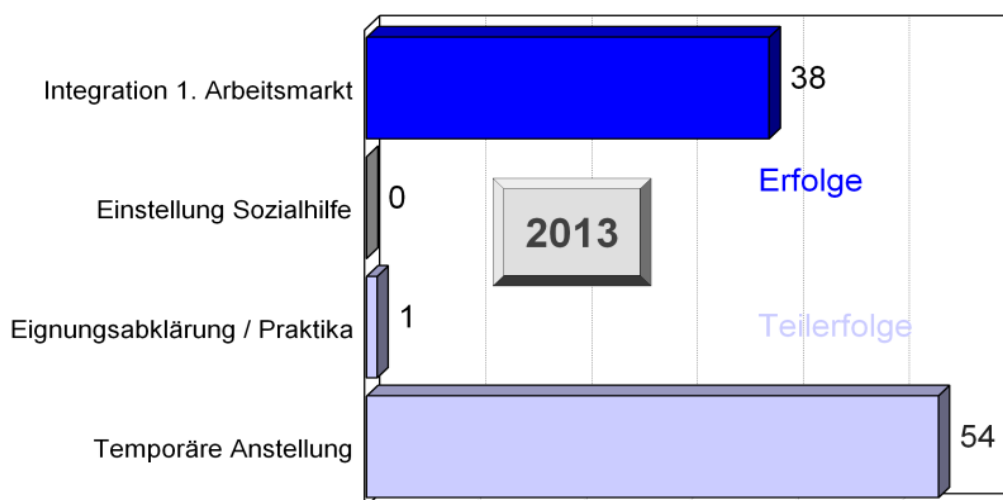 Integration 1. Arbeitsmarkt
38
Erfolge
Einstellung Sozialhilfe
0
2013
Eignungsabklärung / Praktika
1
Teilerfolge
Temporäre Anstellung
54